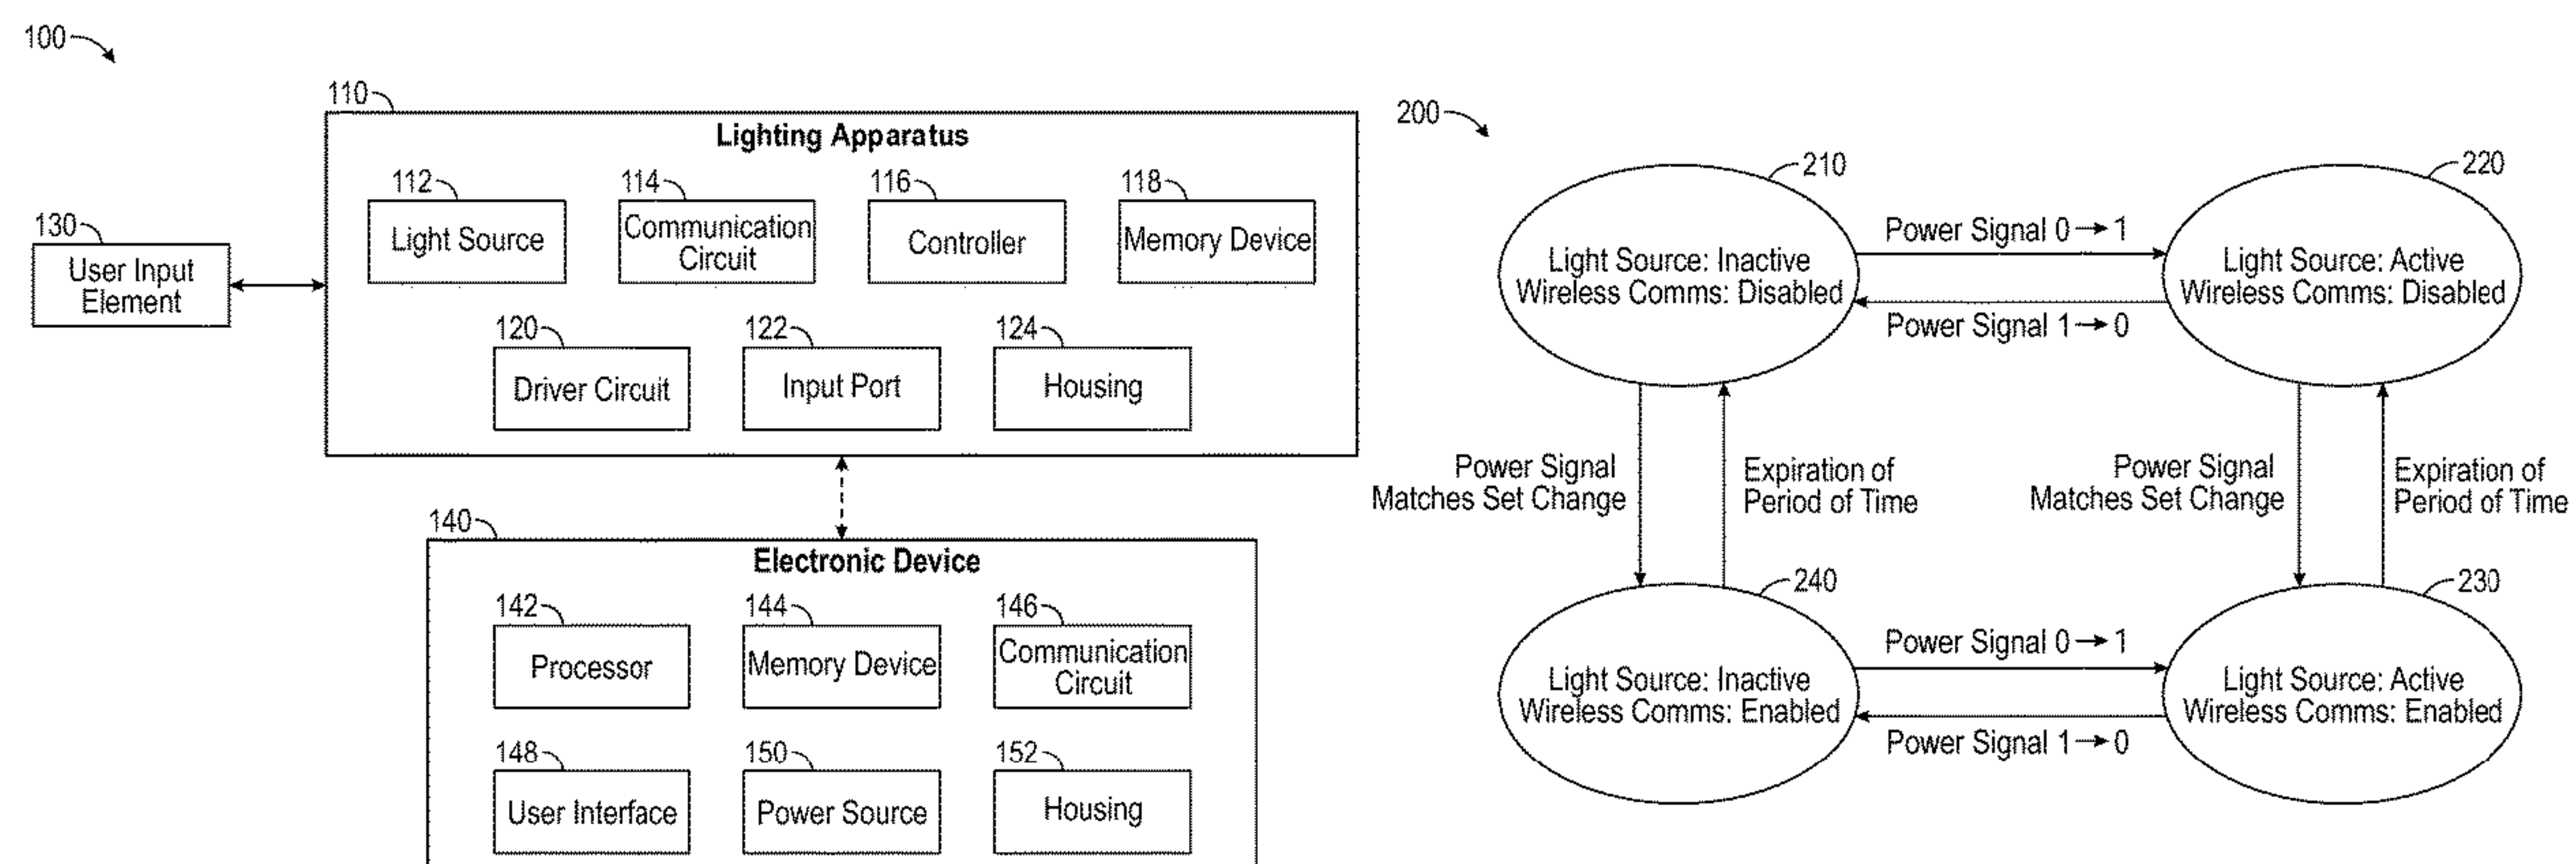 100
110
Lighting Apparatus
112
114
116
118
Light Source
Communication
Circuit
Controller
Memory Device
130
User Input
Element
120
122
124
Driver Circuit
Input Port
Housing
140
Electronic Device
142
144
146
Processor
Memory Device
Communication
Circuit
148
150
152
User Interface
Power Source
Housing
200
210
220
Light Source: Inactive
Wireless Comms: Disabled
Power Signal 0→1
Power Signal 1→0
Light Source: Active
Wireless Comms: Disabled
Power Signal
Matches Set Change
Expiration of
Period of Time
Power Signal
Matches Set Change
Expiration of
Period of Time
240
230
Light Source: Inactive
Wireless Comms: Enabled
Power Signal 0→1
Power Signal 1→0
Light Source: Active
Wireless Comms: Enabled